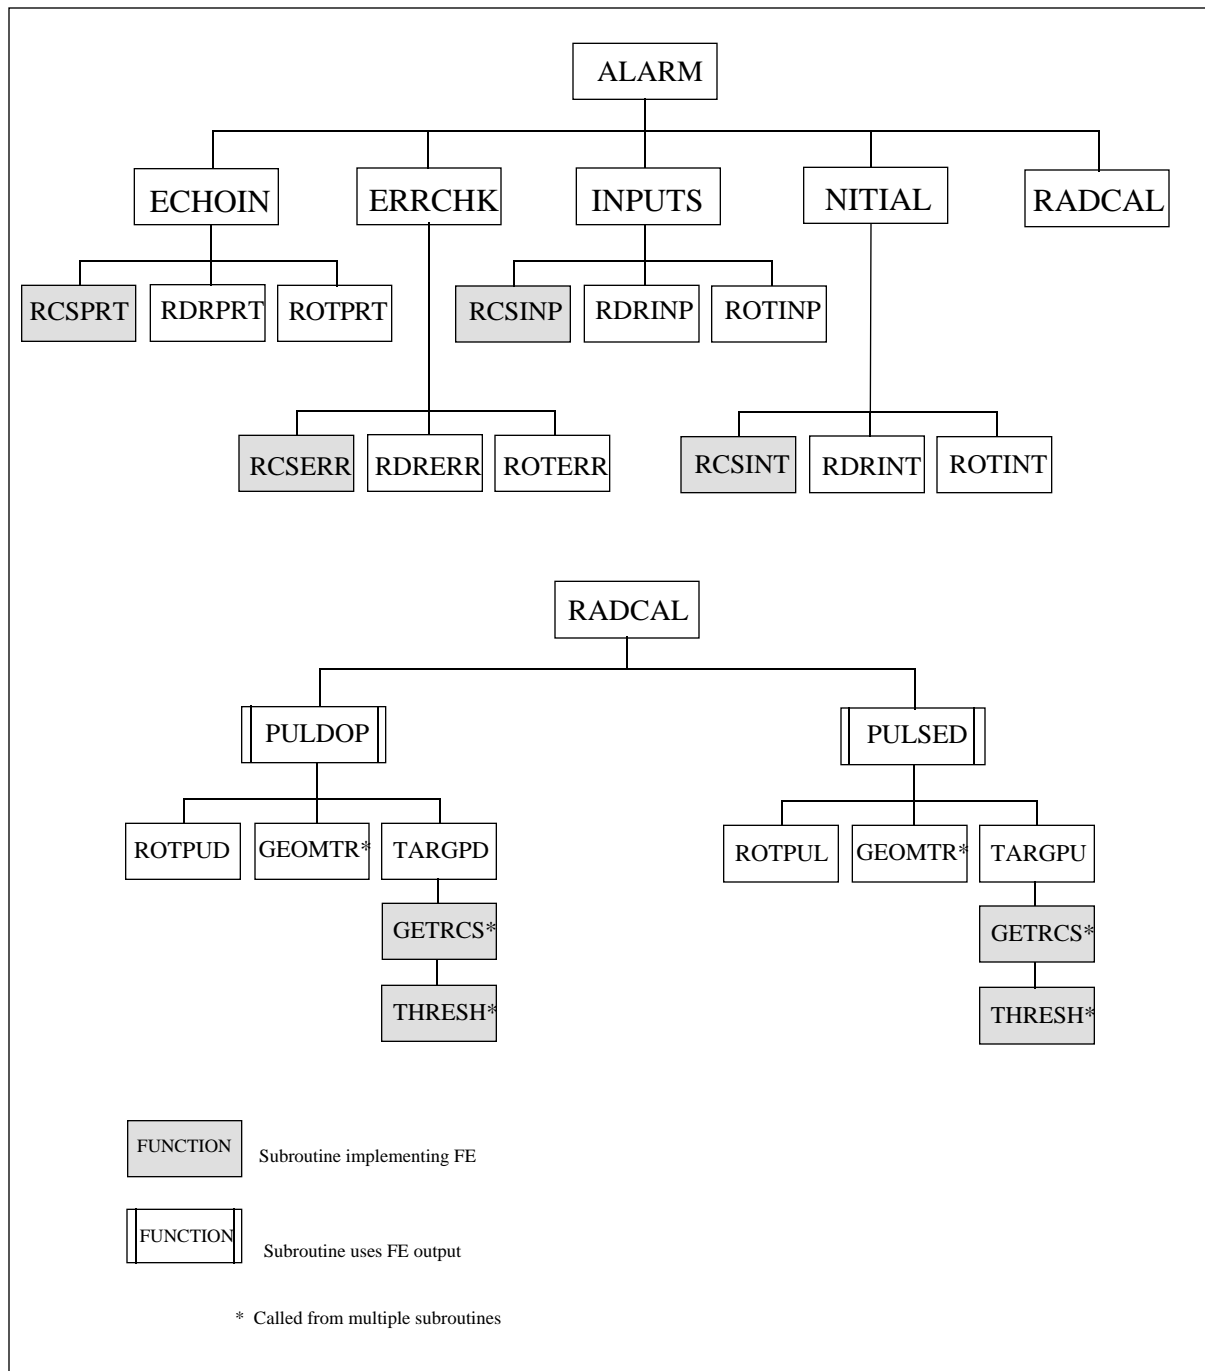 ALARM
ECHOIN ERRCHK INPUTS NITIAL RADCAL
RCSPRT RDRPRT ROTPRT RCSINP RDRINP ROTINP
RCSERR RDRERR ROTERR RCSINT RDRINT ROTINT
RADCAL
PULDOP PULSED
ROTPUD GEOMTR* TARGPD ROTPUL GEOMTR* TARGPU
GETRCS* GETRCS*
THRESH* THRESH*
FUNCTION Subroutine implementing FE
FUNCTION Subroutine uses FE output
* Called from multiple subroutines